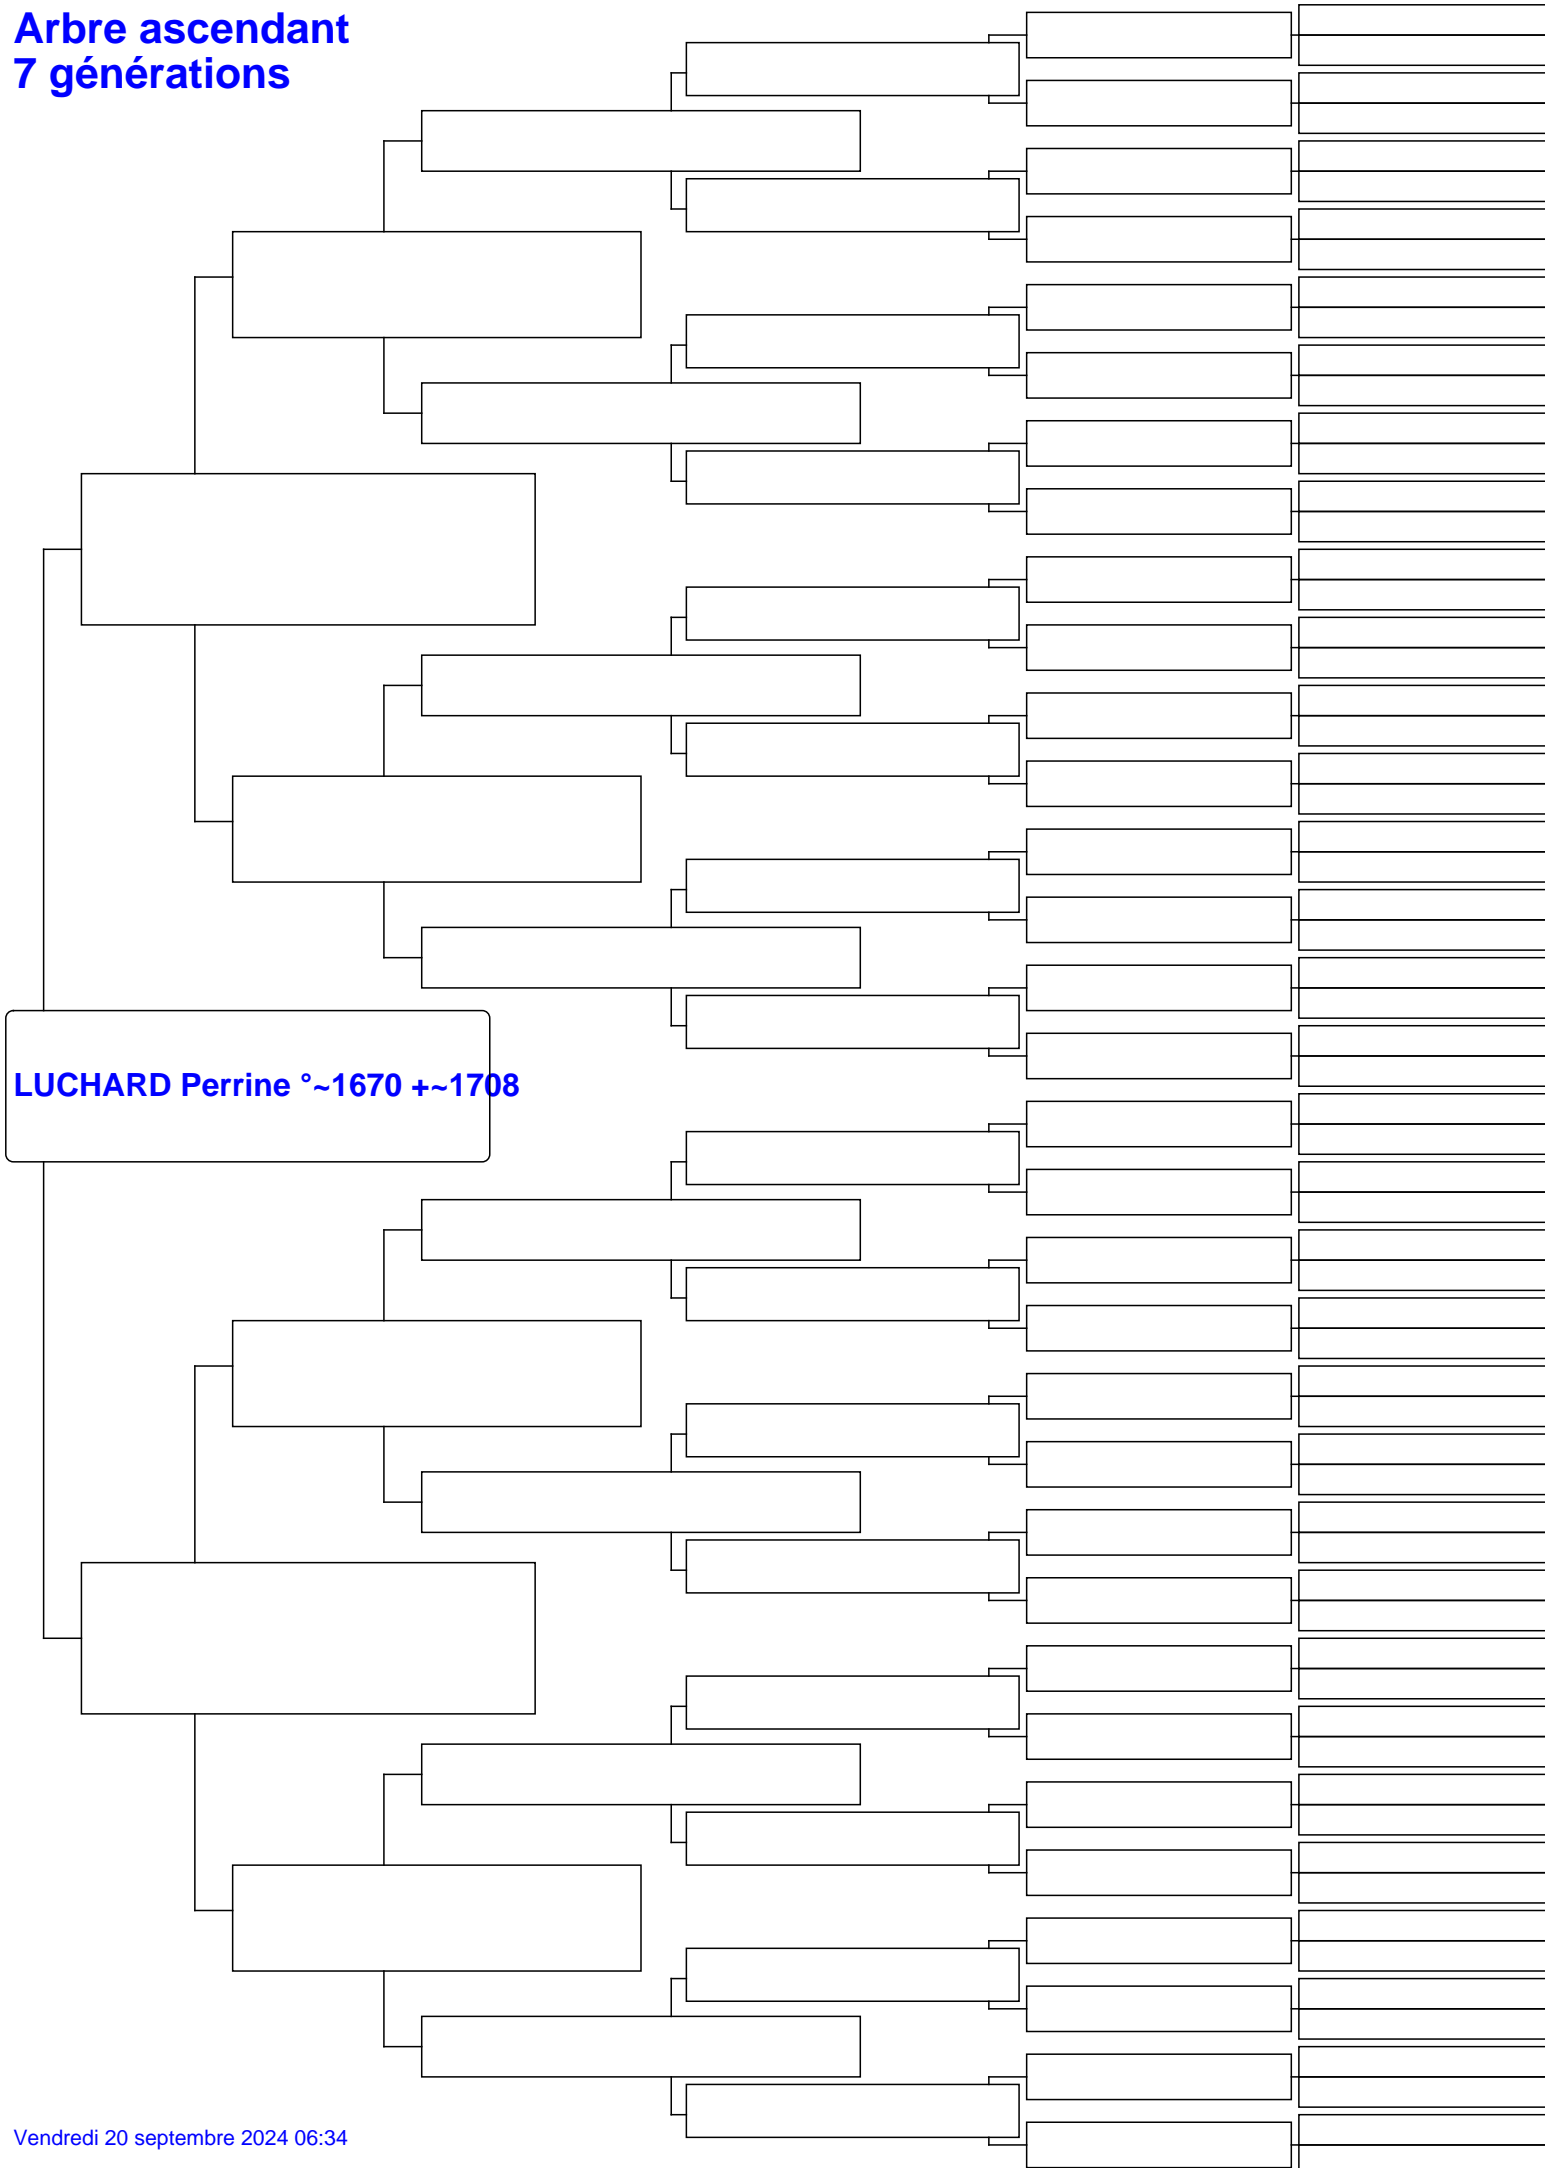 Arbre ascendant
7 générations
LUCHARD Perrine °~1670 +~1708
Vendredi 20 septembre 2024 06:34